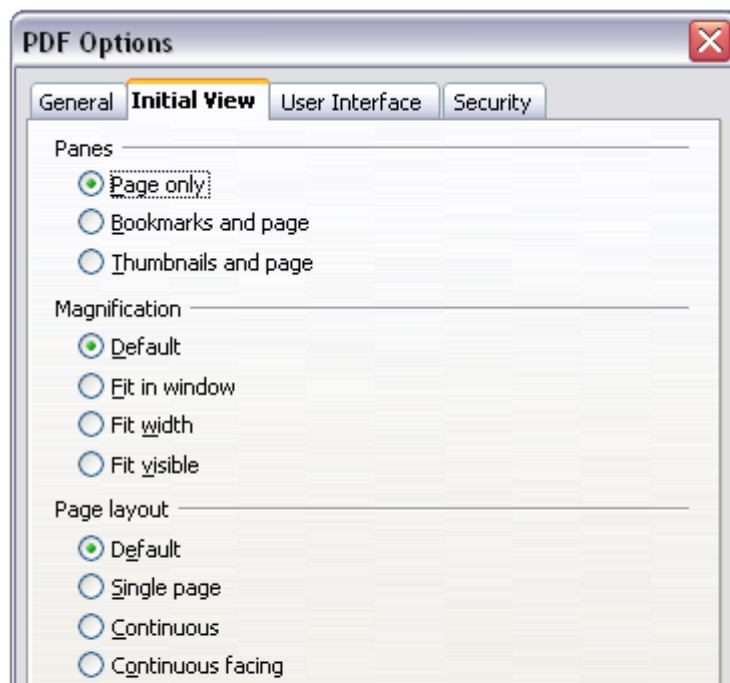 PDF Options
General Initial View User Interface Security
Panes
Page only
Bookmarks and page
Thumbnails and page
Magnification
Default
Fit in window
Fit width
Fit visible
Page layout
Default
Single page
Continuous
Continuous facing